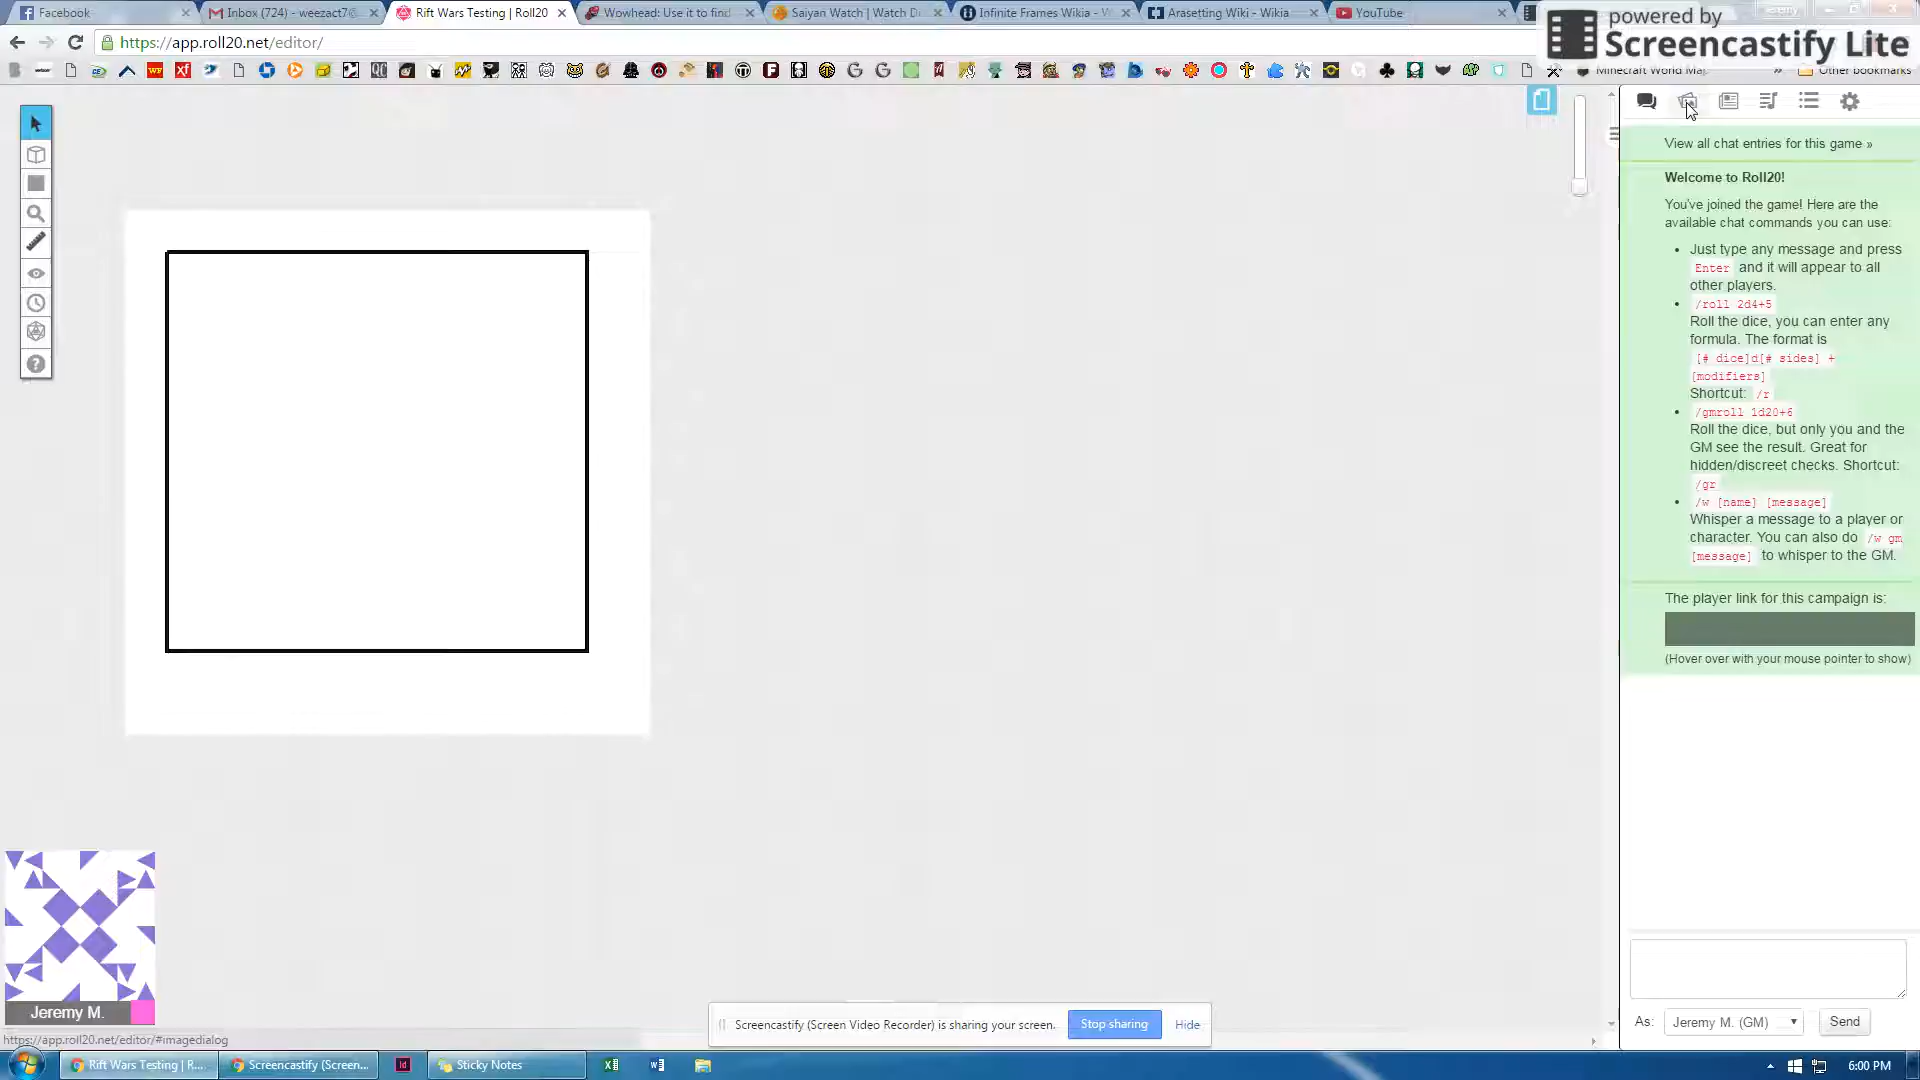 Facebook
Inbox (724) - weezact7@
Rift Wars Testing | Roll20
Wowhead: Use it to find
Saiyan Watch | Watch D
Infinite Frames Wikia - W
Arasetting Wiki - Wikia
YouTube
powered by
Screencastify Lite
https://app.roll20.net/editor/
Minecraft World Ma
Other bookmarks
View all chat entries for this game »
Welcome to Roll20!
You've joined the game! Here are the
available chat commands you can use:
• Just type any message and press
Enter and it will appear to all
other players.
• /roll 2d4+5
Roll the dice, you can enter any
formula. The format is
[# dice]d[# sides] +
[modifiers]
Shortcut: /r
• /gmroll 1d20+6
Roll the dice, but only you and the
GM see the result. Great for
hidden/discreet checks. Shortcut:
/gr
• /w [name] [message]
Whisper a message to a player or
character. You can also do /w gm
[message] to whisper to the GM.
The player link for this campaign is:
(Hover over with your mouse pointer to show)
Jeremy M.
As: Jeremy M. (GM) Send
Screencastify (Screen Video Recorder) is sharing your screen. Stop sharing Hide
https://app.roll20.net/editor/#imagedialog
Rift Wars Testing | R...
Screencastify (Screen...
Sticky Notes
6:00 PM